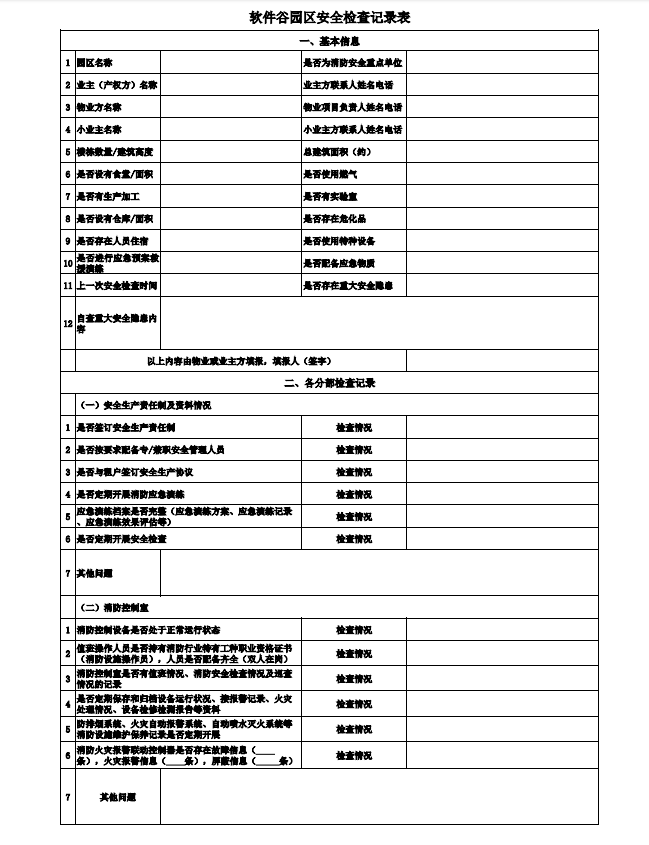 软件谷园区安全检查记录表
一、基本信息
1 园区名称 是否为消防安全重点单位
2 业主（产权方）名称 业主方联系人姓名电话
3 物业方名称 物业项目负责人姓名电话
4 小业主名称 小业主方联系人姓名电话
5 楼栋数量/建筑高度 总建筑面积（约）
6 是否设有食堂/面积 是否使用燃气
7 是否有生产加工 是否有实验室
8 是否设有仓库/面积 是否存在危化品
9 是否存在人员住宿 是否使用特种设备
10 是否进行应急预案救
援演练 是否配备应急物质
11 上一次安全检查时间 是否存在重大安全隐患
12 自查重大安全隐患内
容
以上内容由物业或业主方填报，填报人（签字）
二、各分部检查记录
（一）安全生产责任制及资料情况
1 是否签订安全生产责任制 检查情况
2 是否按要求配备专/兼职安全管理人员 检查情况
3 是否与租户签订安全生产协议 检查情况
4 是否定期开展消防应急演练 检查情况
5 应急演练档案是否完整（应急演练方案、应急演练记录
、应急演练效果评估等） 检查情况
6 是否定期开展安全检查 检查情况
7 其他问题
（二）消防控制室
1 消防控制设备是否处于正常运行状态 检查情况
2 值班操作人员是否持有消防行业特有工种职业资格证书
（消防设施操作员），人员是否配备齐全（双人在岗） 检查情况
3 消防控制室是否有值班情况、消防安全检查情况及巡查
情况的记录 检查情况
4 是否定期保存和归档设备运行状况、接报警记录、火灾
处理情况、设备检修检测报告等资料 检查情况
5 防排烟系统、火灾自动报警系统、自动喷水灭火系统等
消防设施维护保养记录是否定期开展 检查情况
6 消防火灾报警联动控制器是否存在故障信息（___
条），火灾报警信息（___条），屏蔽信息（____条） 检查情况
7 其他问题